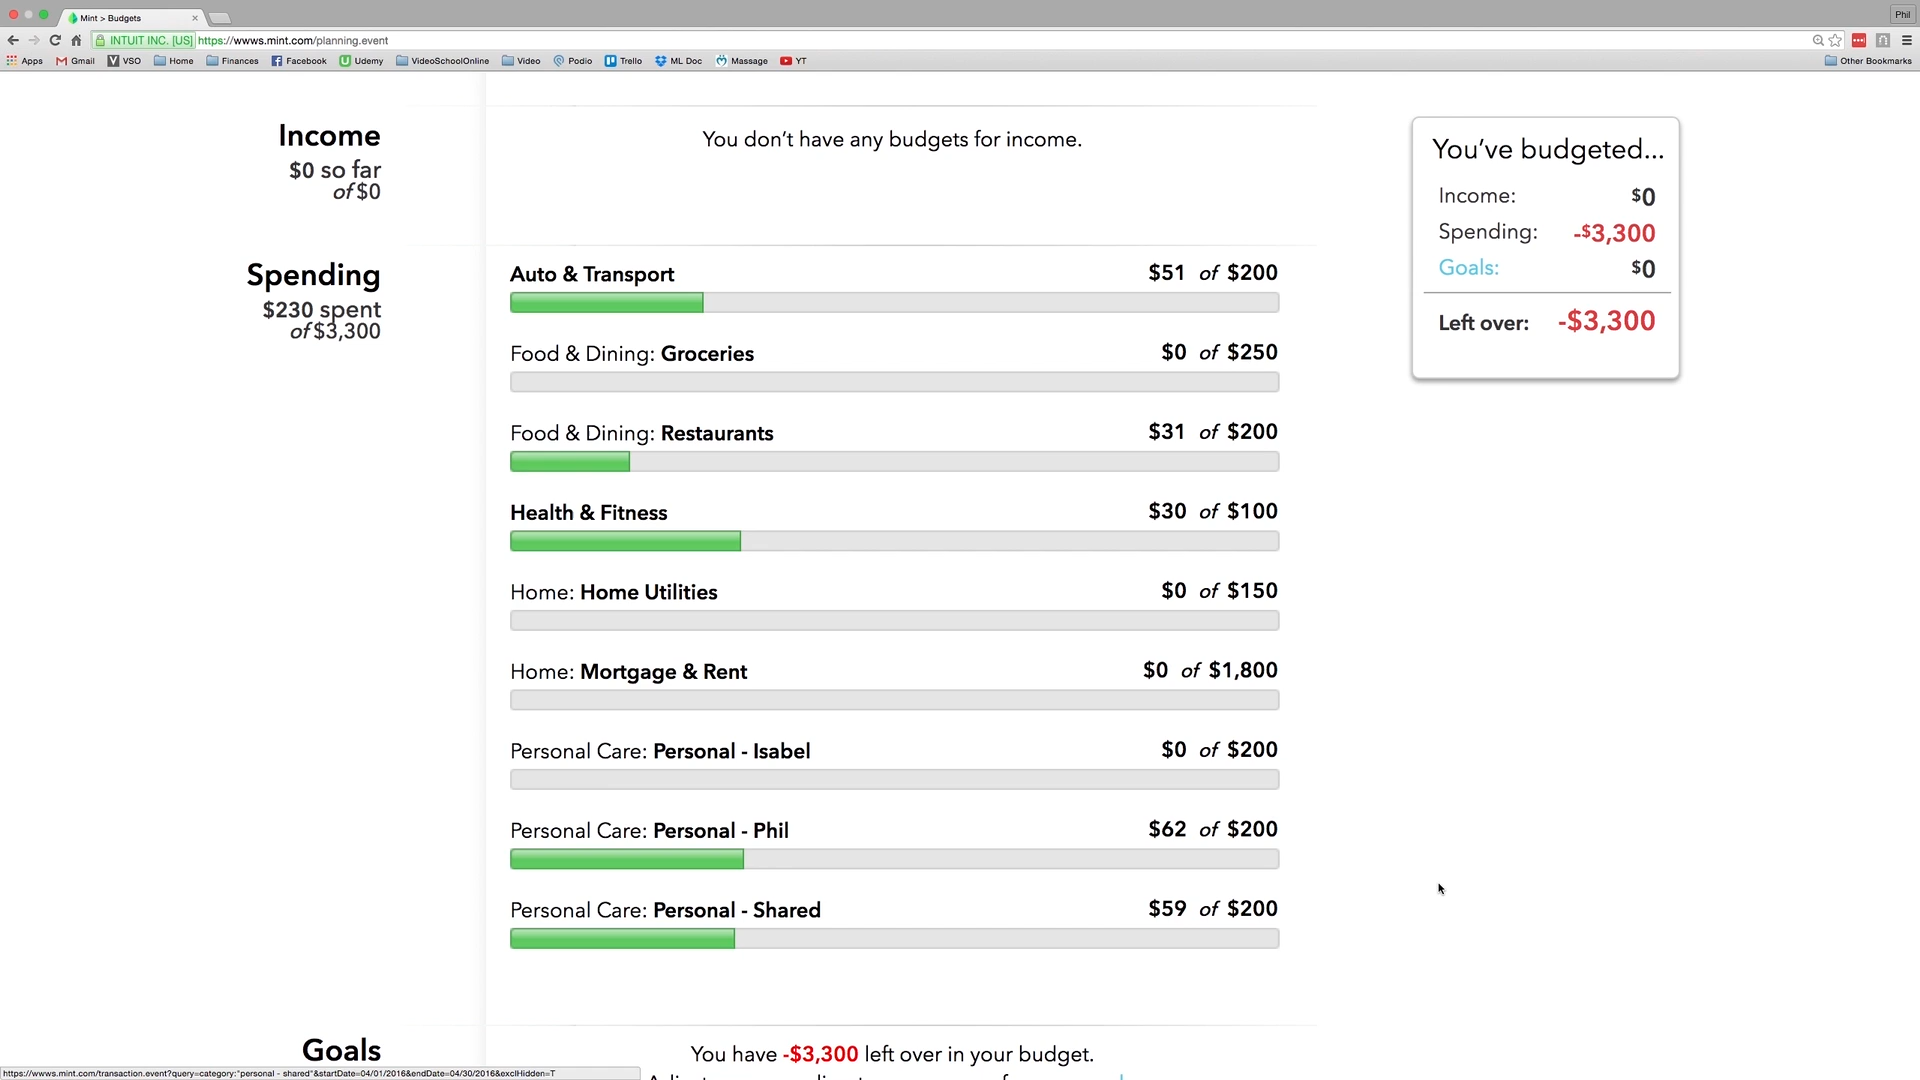 Mint > Budgets
Phil
INTUIT INC. [US] https://wwws.mint.com/planning.event
Apps Gmail VSO Home Finances Facebook Udemy VideoSchoolOnline Video Podio Trello ML Doc Massage YT Other Bookmarks
Income
$0 so far
of $0
You don't have any budgets for income.
You've budgeted...
Income: $0
Spending: -$3,300
Goals: $0
Left over: -$3,300
Spending
$230 spent
of $3,300
Auto & Transport $51 of $200
Food & Dining: Groceries $0 of $250
Food & Dining: Restaurants $31 of $200
Health & Fitness $30 of $100
Home: Home Utilities $0 of $150
Home: Mortgage & Rent $0 of $1,800
Personal Care: Personal - Isabel $0 of $200
Personal Care: Personal - Phil $62 of $200
Personal Care: Personal - Shared $59 of $200
Goals
You have -$3,300 left over in your budget.
https://wwws.mint.com/transaction.event?query=category:"personal - shared"&startDate=04/01/2016&endDate=04/30/2016&exclHidden=T